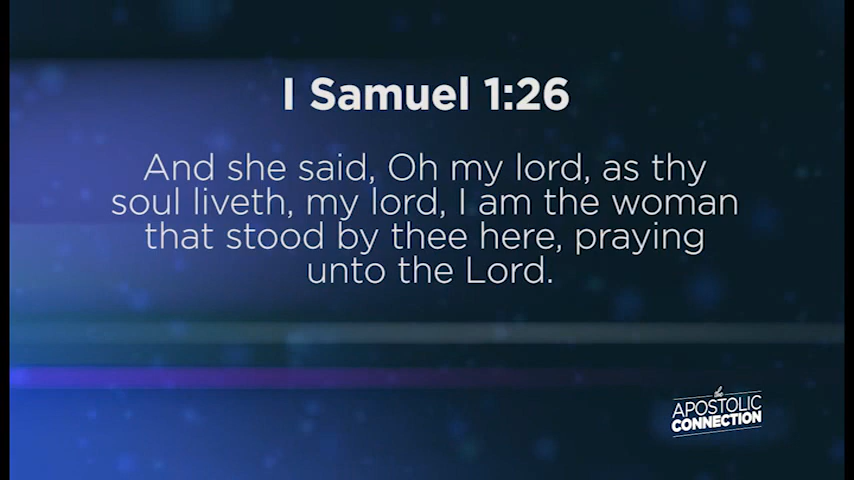 I Samuel 1:26
And she said, Oh my lord, as thy
soul liveth, my lord, I am the woman
that stood by thee here, praying
unto the Lord.
the
APOSTOLIC
CONNECTION